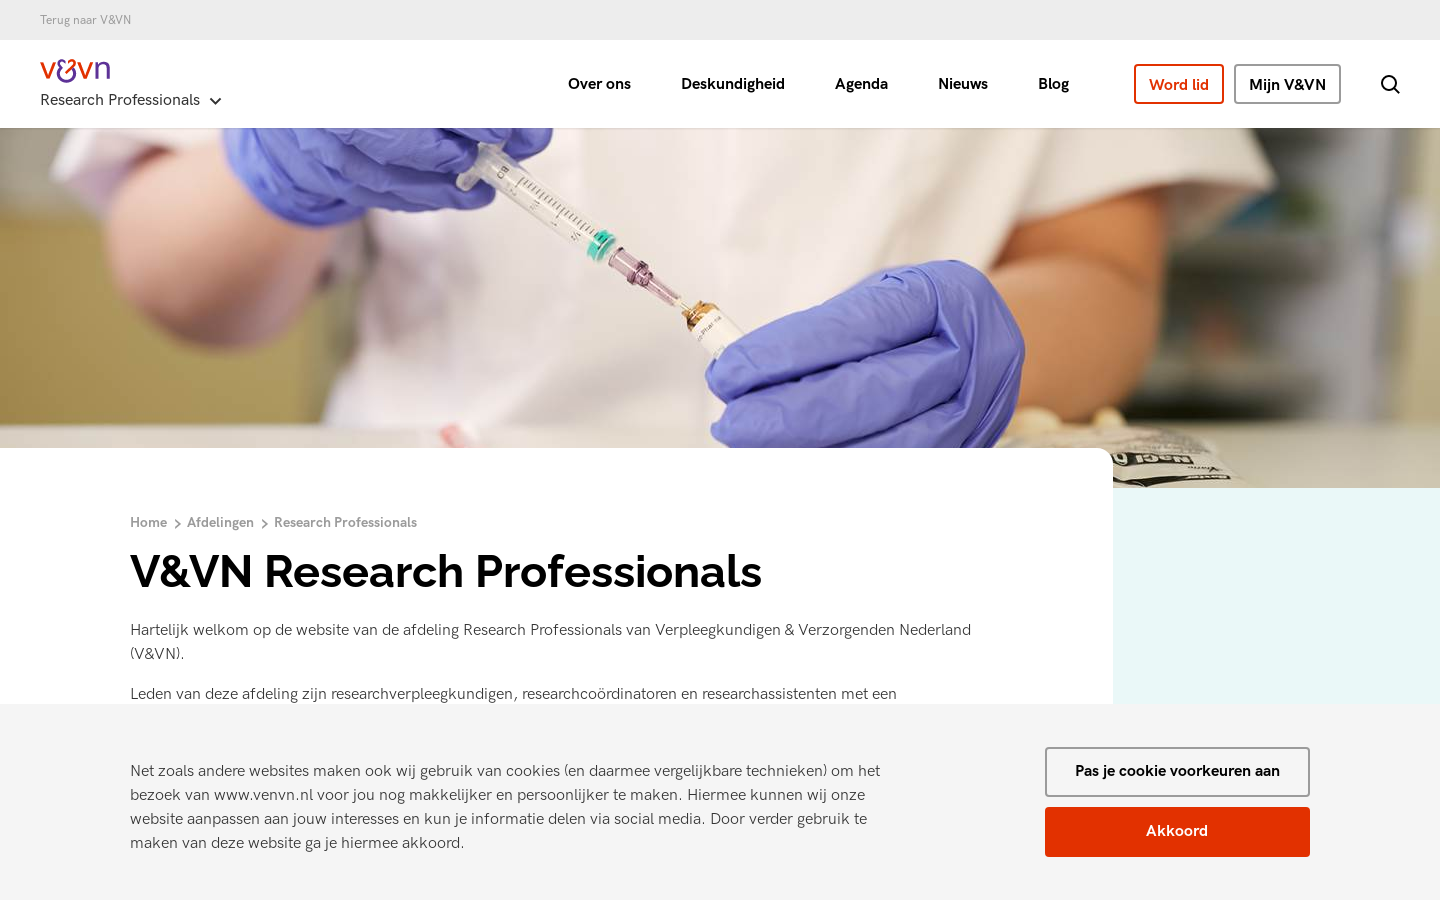 Terug naar V&VN
v&vn
Research Professionals
Over ons
Deskundigheid
Agenda
Nieuws
Blog
Word lid
Mijn V&VN
NaCl
Home
Afdelingen
Research Professionals
V&VN Research Professionals
Hartelijk welkom op de website van de afdeling Research Professionals van Verpleegkundigen & Verzorgenden Nederland
(V&VN).
Leden van deze afdeling zijn researchverpleegkundigen, researchcoördinatoren en researchassistenten met een
Net zoals andere websites maken ook wij gebruik van cookies (en daarmee vergelijkbare technieken) om het
bezoek van www.venvn.nl voor jou nog makkelijker en persoonlijker te maken. Hiermee kunnen wij onze
website aanpassen aan jouw interesses en kun je informatie delen via social media. Door verder gebruik te
maken van deze website ga je hiermee akkoord.
Pas je cookie voorkeuren aan
Akkoord